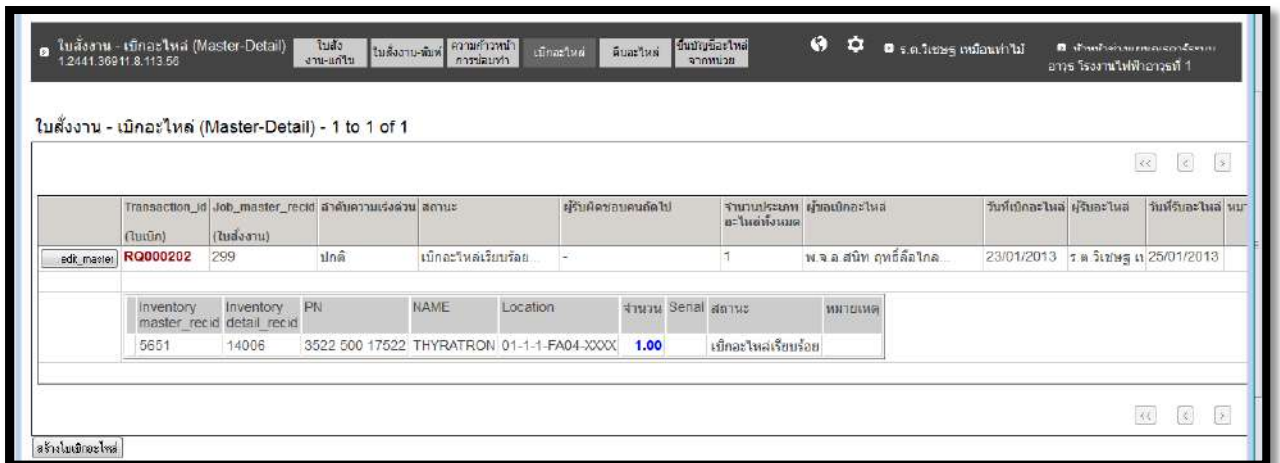 ใบสั่งงาน - เบิกอะไหล่ (Master-Detail)
1.2441.36911.8.113.56
ใบสั่ง
งาน-แก้ไข
ใบสั่งงาน-พิมพ์
ความก้าวหน้า
การซ่อมทำ
เบิกอะไหล่
คืนอะไหล่
ขึ้นบัญชีอะไหล่
จากหน่วย
ร.ต.วิเชษฐ เหมือนทำไม้
อาวุธ โรงงานไฟฟ้าอาวุธที่ 1
ใบสั่งงาน - เบิกอะไหล่ (Master-Detail) - 1 to 1 of 1
<< < >
Transaction_id Job_master_recid ลำดับความเร่งด่วน สถานะ ผู้รับผิดชอบคนถัดไป จำนวนประเภท ผู้ขอเบิกอะไหล่ วันที่เบิกอะไหล่ ผู้รับอะไหล่ วันที่รับอะไหล่ หมา
อะไหล่ทั้งหมด
(ใบเบิก) (ใบสั่งงาน)
edit_master RQ000202 299 ปกติ เบิกอะไหล่เรียบร้อย... - 1 พ.จ.อ.สนิท ฤทธิ์ลือไกล... 23/01/2013 ร.ต.วิเชษฐ เ 25/01/2013
Inventory Inventory PN NAME Location จำนวน Serial สถานะ หมายเหตุ
master_recid detail_recid
5651 14006 3522 500 17522 THYRATRON 01-1-1-FA04-XXXX 1.00 เบิกอะไหล่เรียบร้อย
<< < >
สร้างใบเบิกอะไหล่